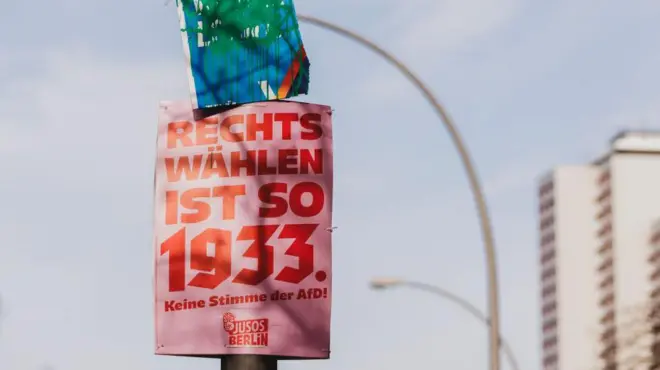 RECHTS
WÄHLEN
IST SO
1933.
Keine Stimme der AfD!
JUSOS
BERLIN